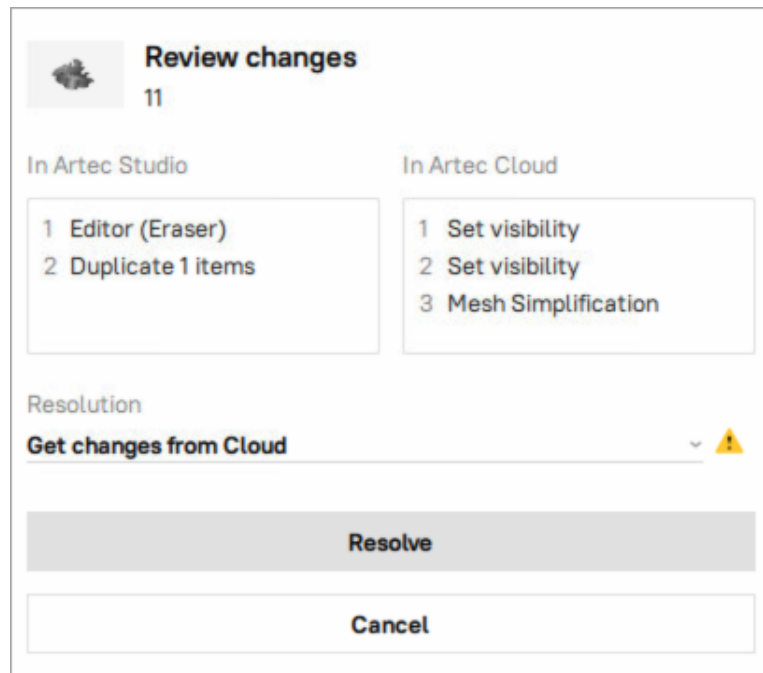 Review changes
11
In Artec Studio
1 Editor (Eraser)
2 Duplicate 1 items
In Artec Cloud
1 Set visibility
2 Set visibility
3 Mesh Simplification
Resolution
Get changes from Cloud
Resolve
Cancel